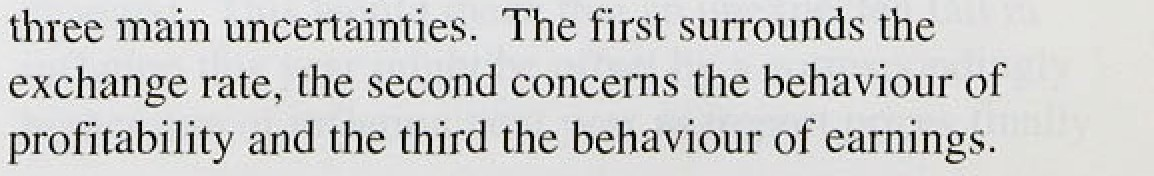 three main uncertainties. The first surrounds the
exchange rate, the second concerns the behaviour of
profitability and the third the behaviour of earnings.